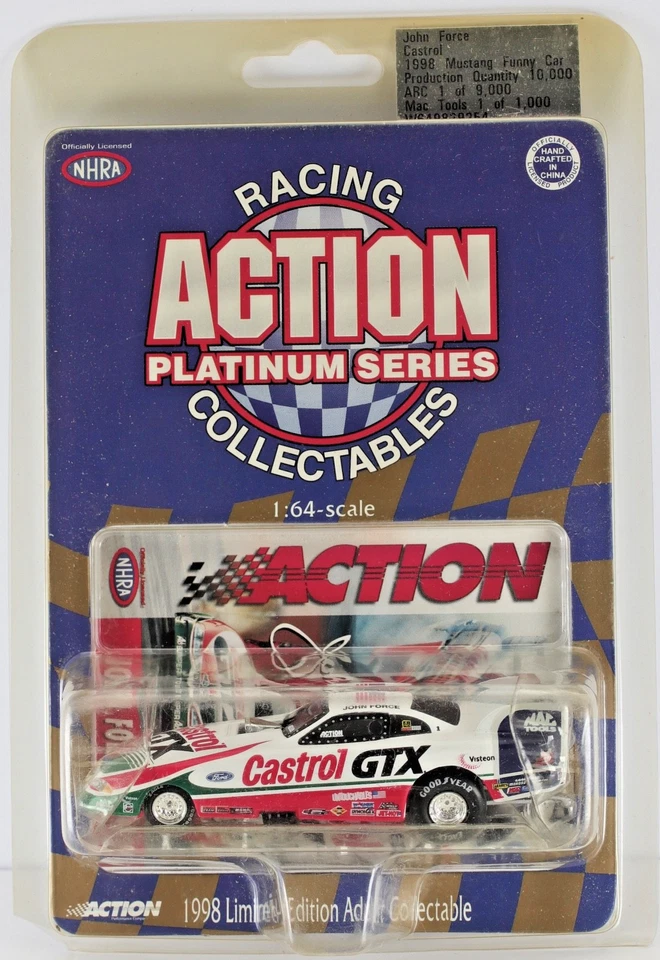 John Force
Castrol
1998 Mustang Funny Car
Production Quantity 10,000
ARC 1 of 9,000
Mac Tools 1 of 1,000
Officially Licensed
NHRA
OFFICIALLY
HAND
CRAFTED
IN
CHINA
LICENSED PRODUCT
RACING
ACTION
PLATINUM SERIES
COLLECTABLES
1:64-scale
NHRA
ACTION
JOHN FORCE
ACTION
MAC
TOOLS
Castrol GTX
Visteon
Ford
GOODYEAR
ACTION
1998 Limited Edition Adult Collectable